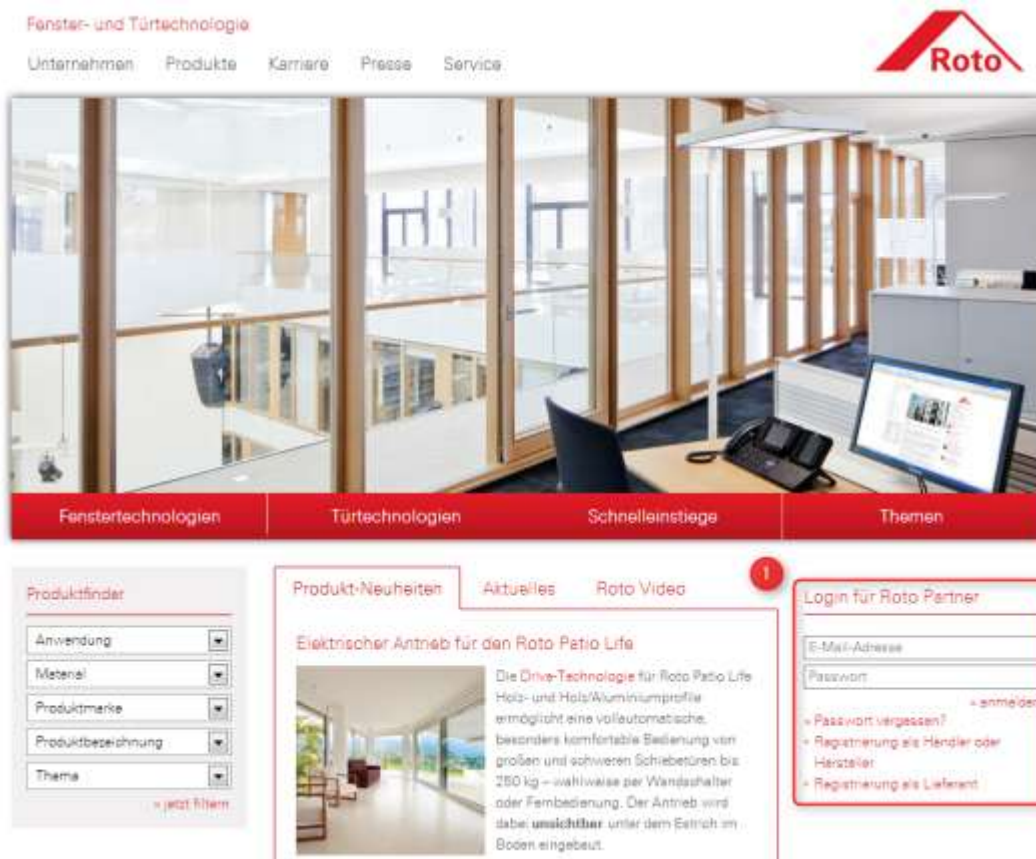 Fenster- und Türtechnologie
Unternehmen Produkte Karriere Presse Service
Roto
Fenstertechnologien Türtechnologien Schnelleinstiege Themen
Produktfinder
Anwendung
Material
Produktmarke
Produktbezeichnung
Thema
» jetzt filtern
Produkt-Neuheiten Aktuelles Roto Video
Elektrischer Antrieb für den Roto Patio Life
Die Drive-Technologie für Roto Patio Life
Holz- und Holz/Aluminiumprofile
ermöglicht eine vollautomatische,
besonders komfortable Bedienung von
großen und schweren Schiebetüren bis
250 kg – wahlweise per Wandschalter
oder Fernbedienung. Der Antrieb wird
dabei unsichtbar unter dem Estrich im
Boden eingebaut.
1
Login für Roto Partner
E-Mail-Adresse
Passwort
» anmelden
» Passwort vergessen?
» Registrierung als Händler oder
Hersteller
» Registrierung als Lieferant